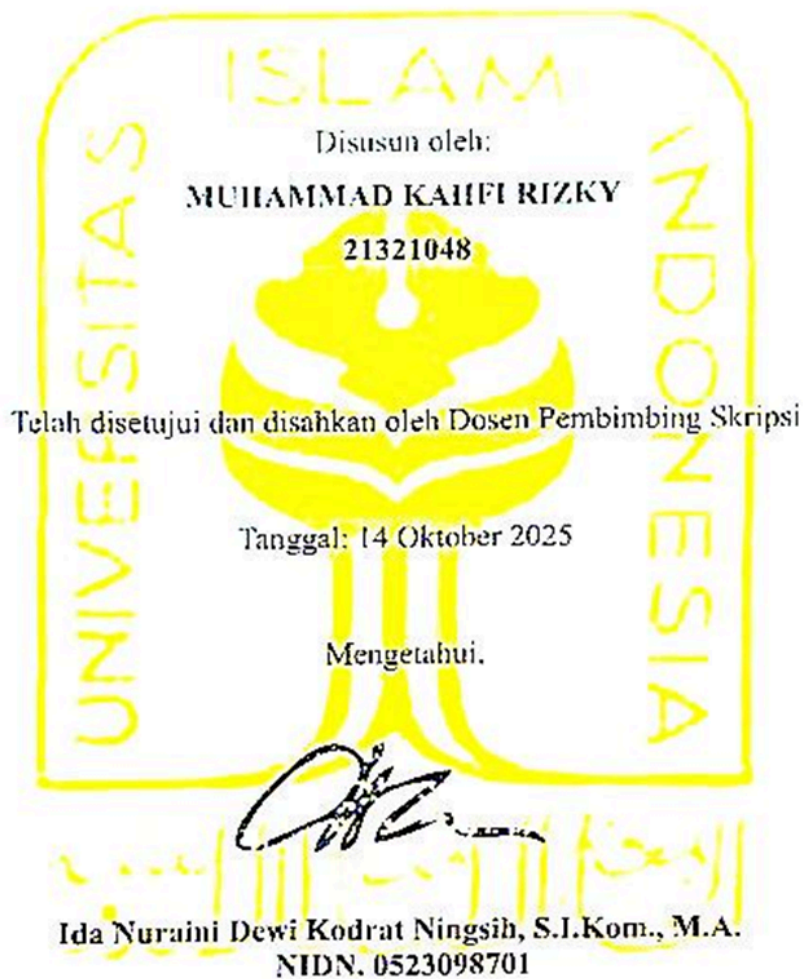 ISLAM
UNIVERSITAS
INDONESIA
Disusun oleh:
MUHAMMAD KAHFI RIZKY
21321048
Telah disetujui dan disahkan oleh Dosen Pembimbing Skripsi
Tanggal: 14 Oktober 2025
Mengetahui.
Ida Nuraini Dewi Kodrat Ningsih, S.I.Kom., M.A.
NIDN. 0523098701